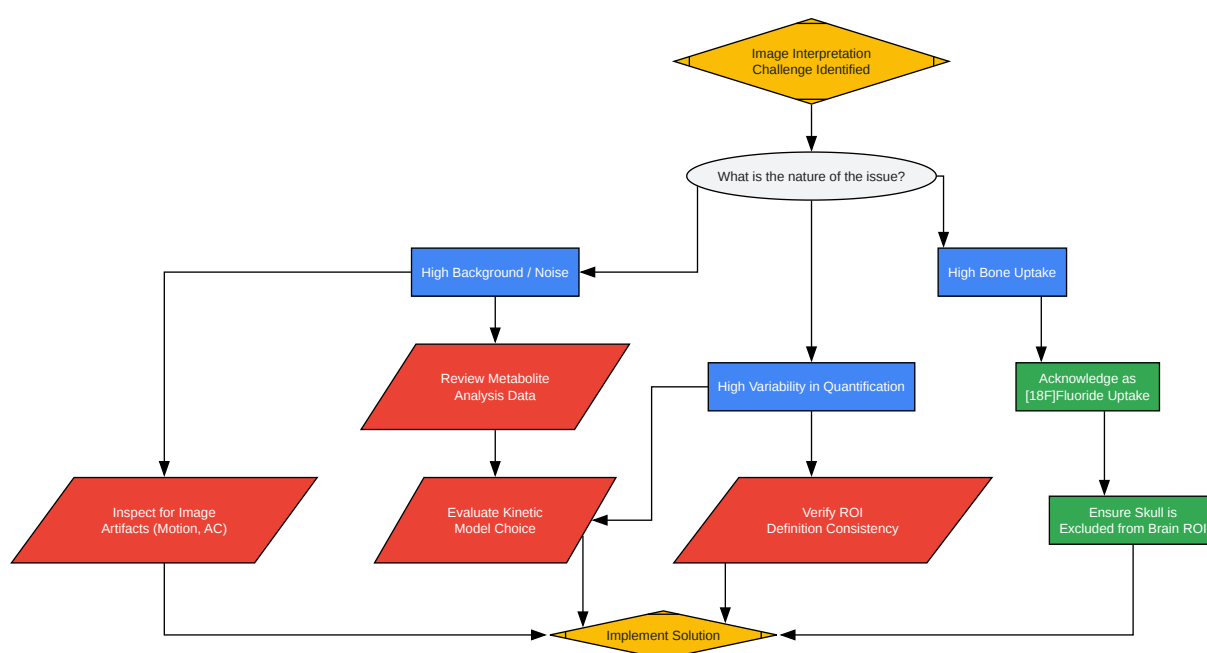 Image Interpretation
Challenge Identified
What is the nature of the issue?
High Background / Noise
High Bone Uptake
Review Metabolite
Analysis Data
High Variability in Quantification
Acknowledge as
[18F]Fluoride Uptake
Inspect for Image
Artifacts (Motion, AC)
Evaluate Kinetic
Model Choice
Verify ROI
Definition Consistency
Ensure Skull is
Excluded from Brain ROI
Implement Solution